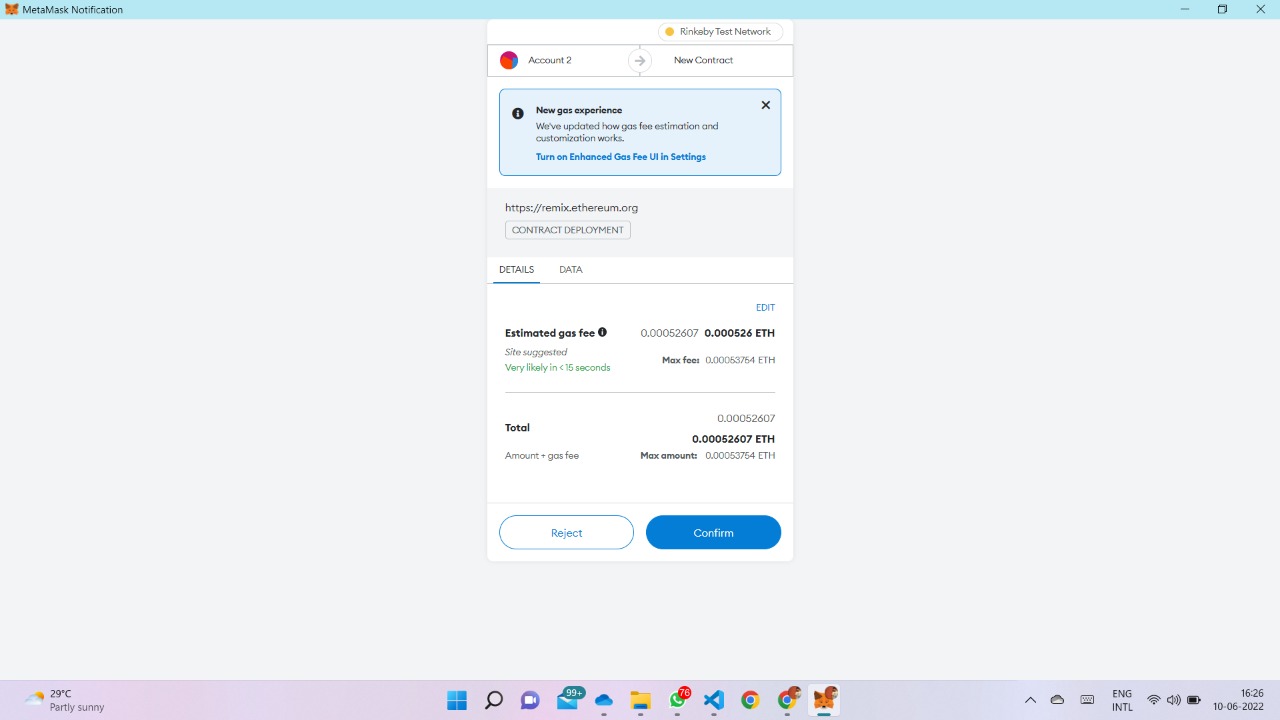 MetaMask Notification
Rinkeby Test Network
Account 2
New Contract
New gas experience
We've updated how gas fee estimation and
customization works.
Turn on Enhanced Gas Fee UI in Settings
https://remix.ethereum.org
CONTRACT DEPLOYMENT
DETAILS DATA
EDIT
Estimated gas fee 0.00052607 0.000526 ETH
Site suggested
Max fee: 0.00053754 ETH
Very likely in < 15 seconds
0.00052607
Total
0.00052607 ETH
Amount + gas fee Max amount: 0.00053754 ETH
Reject Confirm
29°C
Partly sunny
99+
76
ENG
INTL
16:26
10-06-2022